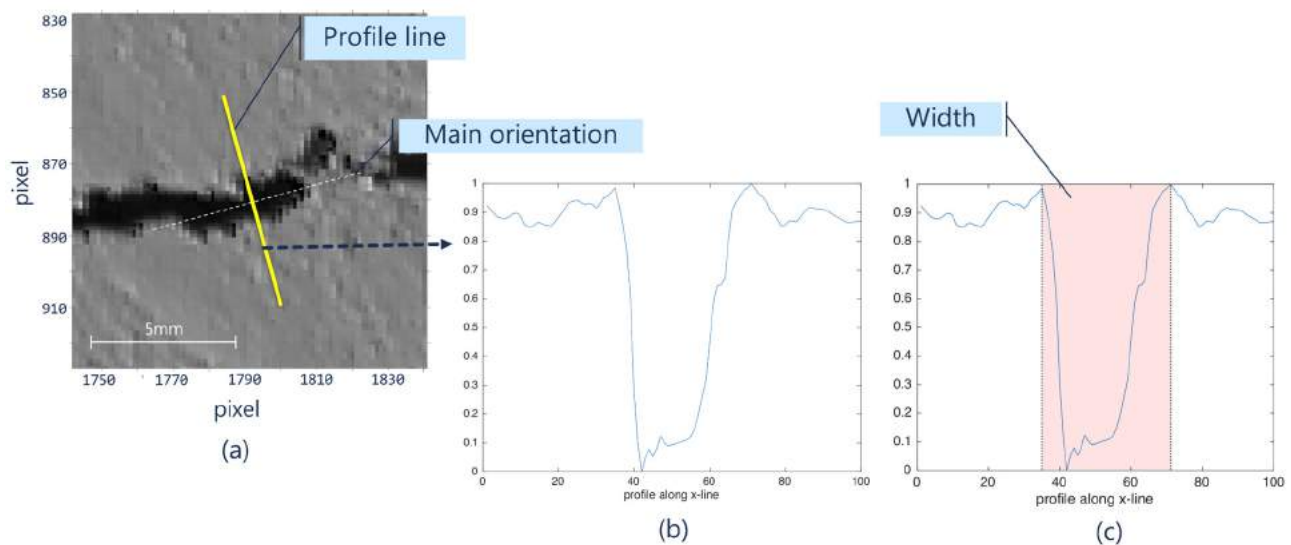 830
850
870
890
910
pixel
1750 1770 1790 1810 1830
pixel
5mm
Profile line
Main orientation
(a)
1
0.9
0.8
0.7
0.6
0.5
0.4
0.3
0.2
0.1
0
0 20 40 60 80 100
profile along x-line
(b)
Width
1
0.9
0.8
0.7
0.6
0.5
0.4
0.3
0.2
0.1
0
0 20 40 60 80 100
profile along x-line
(c)